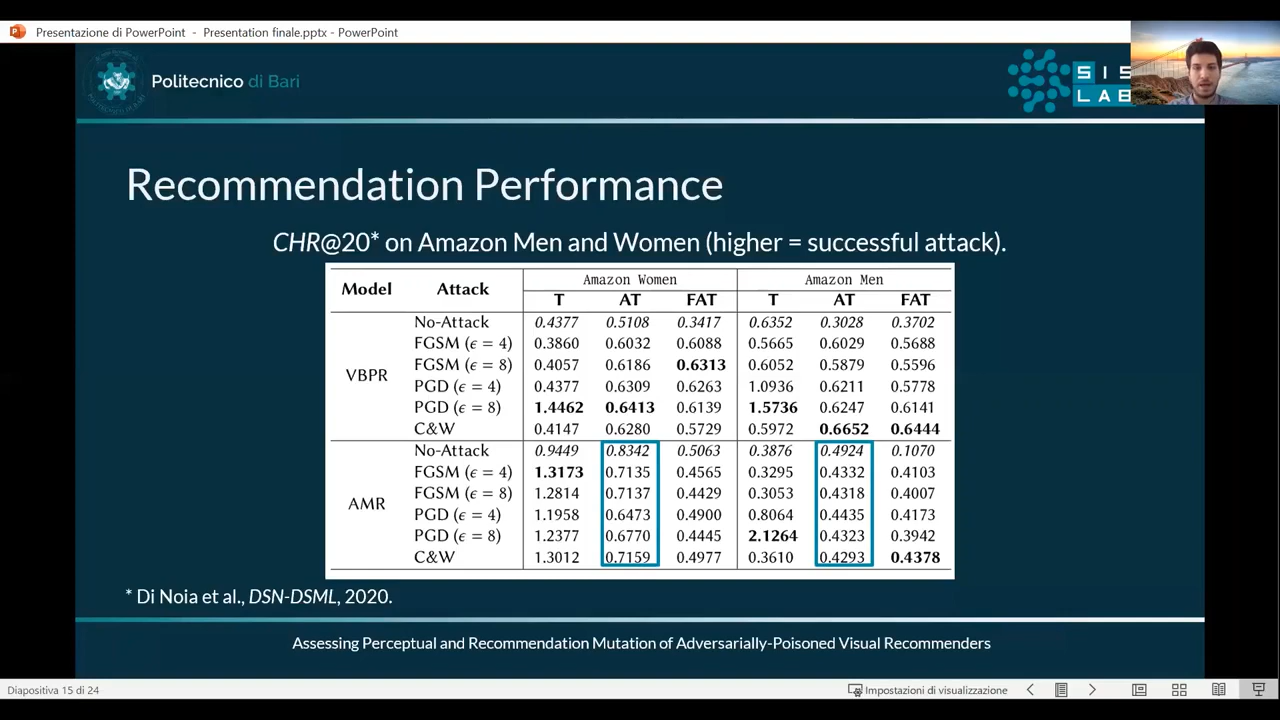 Presentazione di PowerPoint - Presentation finale.pptx - PowerPoint
Politecnico di Bari
SIS
LAB
Recommendation Performance
CHR@20* on Amazon Men and Women (higher = successful attack).
Model Attack Amazon Women Amazon Men
T AT FAT T AT FAT
VBPR
No-Attack 0.4377 0.5108 0.3417 0.6352 0.3028 0.3702
FGSM (ϵ = 4) 0.3860 0.6032 0.6088 0.5665 0.6029 0.5688
FGSM (ϵ = 8) 0.4057 0.6186 0.6313 0.6052 0.5879 0.5596
PGD (ϵ = 4) 0.4377 0.6309 0.6263 1.0936 0.6211 0.5778
PGD (ϵ = 8) 1.4462 0.6413 0.6139 1.5736 0.6247 0.6141
C&W 0.4147 0.6280 0.5729 0.5972 0.6652 0.6444
AMR
No-Attack 0.9449 0.8342 0.5063 0.3876 0.4924 0.1070
FGSM (ϵ = 4) 1.3173 0.7135 0.4565 0.3295 0.4332 0.4103
FGSM (ϵ = 8) 1.2814 0.7137 0.4429 0.3053 0.4318 0.4007
PGD (ϵ = 4) 1.1958 0.6473 0.4900 0.8064 0.4435 0.4173
PGD (ϵ = 8) 1.2377 0.6770 0.4445 2.1264 0.4323 0.3942
C&W 1.3012 0.7159 0.4977 0.3610 0.4293 0.4378
* Di Noia et al., DSN-DSML, 2020.
Assessing Perceptual and Recommendation Mutation of Adversarially-Poisoned Visual Recommenders
Diapositiva 15 di 24
Impostazioni di visualizzazione